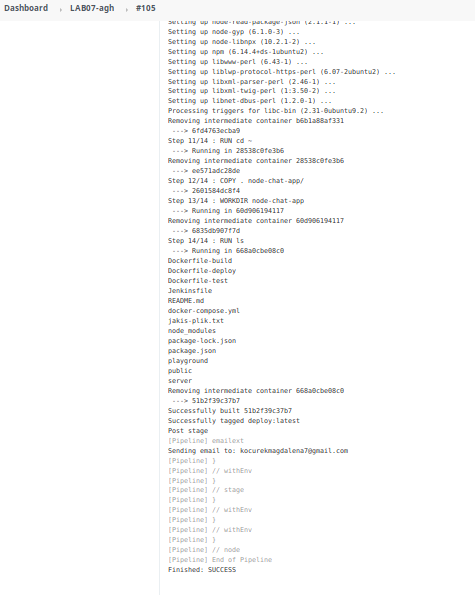 Dashboard › LAB07-agh › #105
Setting up node-read-package-json (2.1.1-1) ...
Setting up node-gyp (6.1.0-3) ...
Setting up node-libnpx (10.2.1-2) ...
Setting up npm (6.14.4+ds-1ubuntu2) ...
Setting up libwww-perl (6.43-1) ...
Setting up liblwp-protocol-https-perl (6.07-2ubuntu2) ...
Setting up libxml-parser-perl (2.46-1) ...
Setting up libxml-twig-perl (1:3.50-2) ...
Setting up libnet-dbus-perl (1.2.0-1) ...
Processing triggers for libc-bin (2.31-0ubuntu9.2) ...
Removing intermediate container b6b1a88af331
---> 6fd4763ecba9
Step 11/14 : RUN cd ~
---> Running in 28538c0fe3b6
Removing intermediate container 28538c0fe3b6
---> ee571adc28de
Step 12/14 : COPY . node-chat-app/
---> 2601584dc8f4
Step 13/14 : WORKDIR node-chat-app
---> Running in 60d906194117
Removing intermediate container 60d906194117
---> 6835db907f7d
Step 14/14 : RUN ls
---> Running in 668a0cbe08c0
Dockerfile-build
Dockerfile-deploy
Dockerfile-test
Jenkinsfile
README.md
docker-compose.yml
jakis-plik.txt
node_modules
package-lock.json
package.json
playground
public
server
Removing intermediate container 668a0cbe08c0
---> 51b2f39c37b7
Successfully built 51b2f39c37b7
Successfully tagged deploy:latest
Post stage
[Pipeline] emailext
Sending email to: kocurekmagdalena7@gmail.com
[Pipeline] }
[Pipeline] // withEnv
[Pipeline] }
[Pipeline] // stage
[Pipeline] }
[Pipeline] // withEnv
[Pipeline] }
[Pipeline] // withEnv
[Pipeline] }
[Pipeline] // node
[Pipeline] End of Pipeline
Finished: SUCCESS